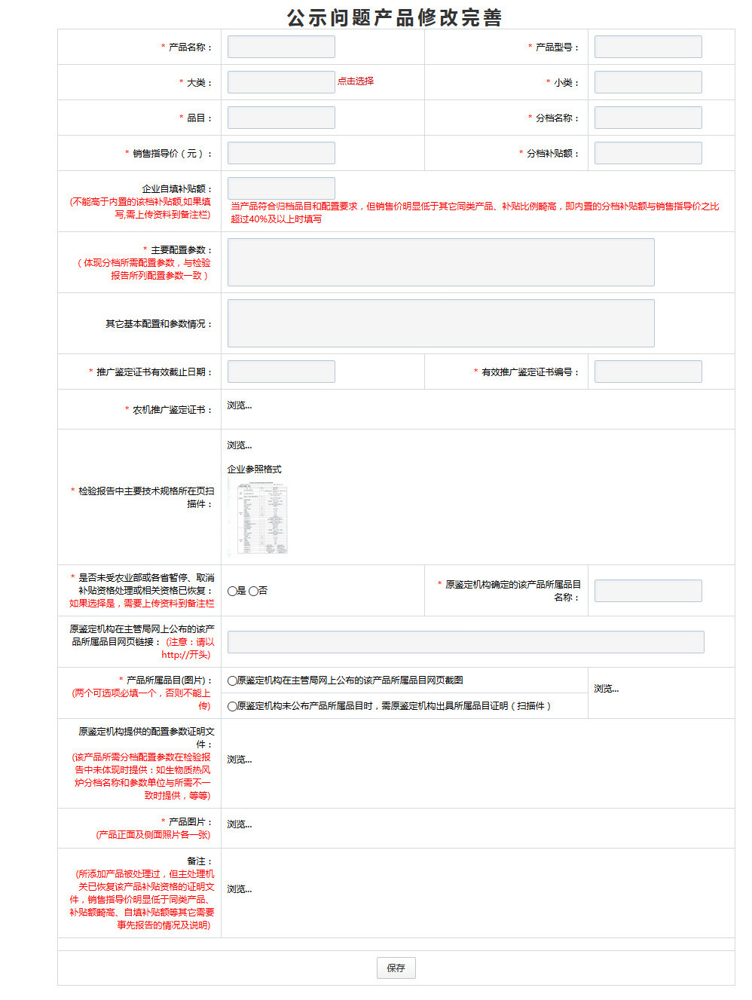 公示问题产品修改完善
* 产品名称：
* 产品型号：
* 大类：
点击选择
* 小类：
* 品目：
* 分档名称：
* 销售指导价（元）：
* 分档补贴额：
企业自填补贴额：
(不能高于内置的该档补贴额,如果填
写,需上传资料到备注栏)
当产品符合归档品目和配置要求，但销售价明显低于其它同类产品、补贴比例畸高，即内置的分档补贴额与销售指导价之比
超过40%及以上时填写
* 主要配置参数：
（体现分档所需配置参数，与检验
报告所列配置参数一致）
其它基本配置和参数情况：
* 推广鉴定证书有效截止日期：
* 有效推广鉴定证书编号：
* 农机推广鉴定证书：
浏览...
* 检验报告中主要技术规格所在页扫
描件：
浏览...
企业参照格式
* 是否未受农业部或各省暂停、取消
补贴资格处理或相关资格已恢复：
如果选择是，需要上传资料到备注栏
是 否
* 原鉴定机构确定的该产品所属品目
名称：
原鉴定机构在主管局网上公布的该产
品所属品目网页链接： (注意：请以
http://开头)
* 产品所属品目(图片)：
(两个可选项必填一个，否则不能上
传)
原鉴定机构在主管局网上公布的该产品所属品目网页截图
原鉴定机构未公布产品所属品目时，需原鉴定机构出具所属品目证明（扫描件）
浏览...
原鉴定机构提供的配置参数证明文
件：
(该产品所需分档配置参数在检验报
告中未体现时提供：如生物质热风
炉分档名称和参数单位与所需不一
致时提供，等等)
浏览...
* 产品图片：
(产品正面及侧面照片各一张)
浏览...
备注：
(所添加产品被处理过，但主处理机
关已恢复该产品补贴资格的证明文
件，销售指导价明显低于同类产品、
补贴额畸高、自填补贴额等其它需要
事先报告的情况及说明)
浏览...
保存